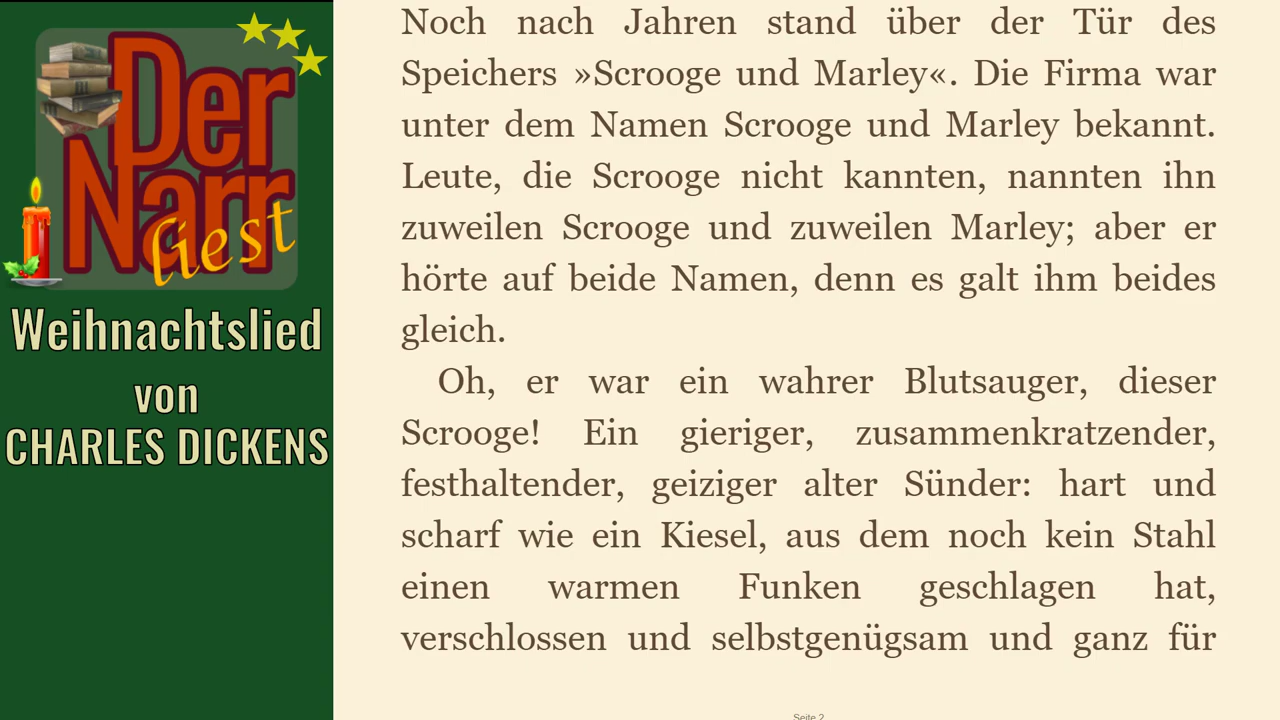 Der
Narr
liest
Weihnachtslied
von
CHARLES DICKENS
Noch nach Jahren stand über der Tür des
Speichers »Scrooge und Marley«. Die Firma war
unter dem Namen Scrooge und Marley bekannt.
Leute, die Scrooge nicht kannten, nannten ihn
zuweilen Scrooge und zuweilen Marley; aber er
hörte auf beide Namen, denn es galt ihm beides
gleich.
Oh, er war ein wahrer Blutsauger, dieser
Scrooge! Ein gieriger, zusammenkratzender,
festhaltender, geiziger alter Sünder: hart und
scharf wie ein Kiesel, aus dem noch kein Stahl
einen warmen Funken geschlagen hat,
verschlossen und selbstgenügsam und ganz für
Seite 2